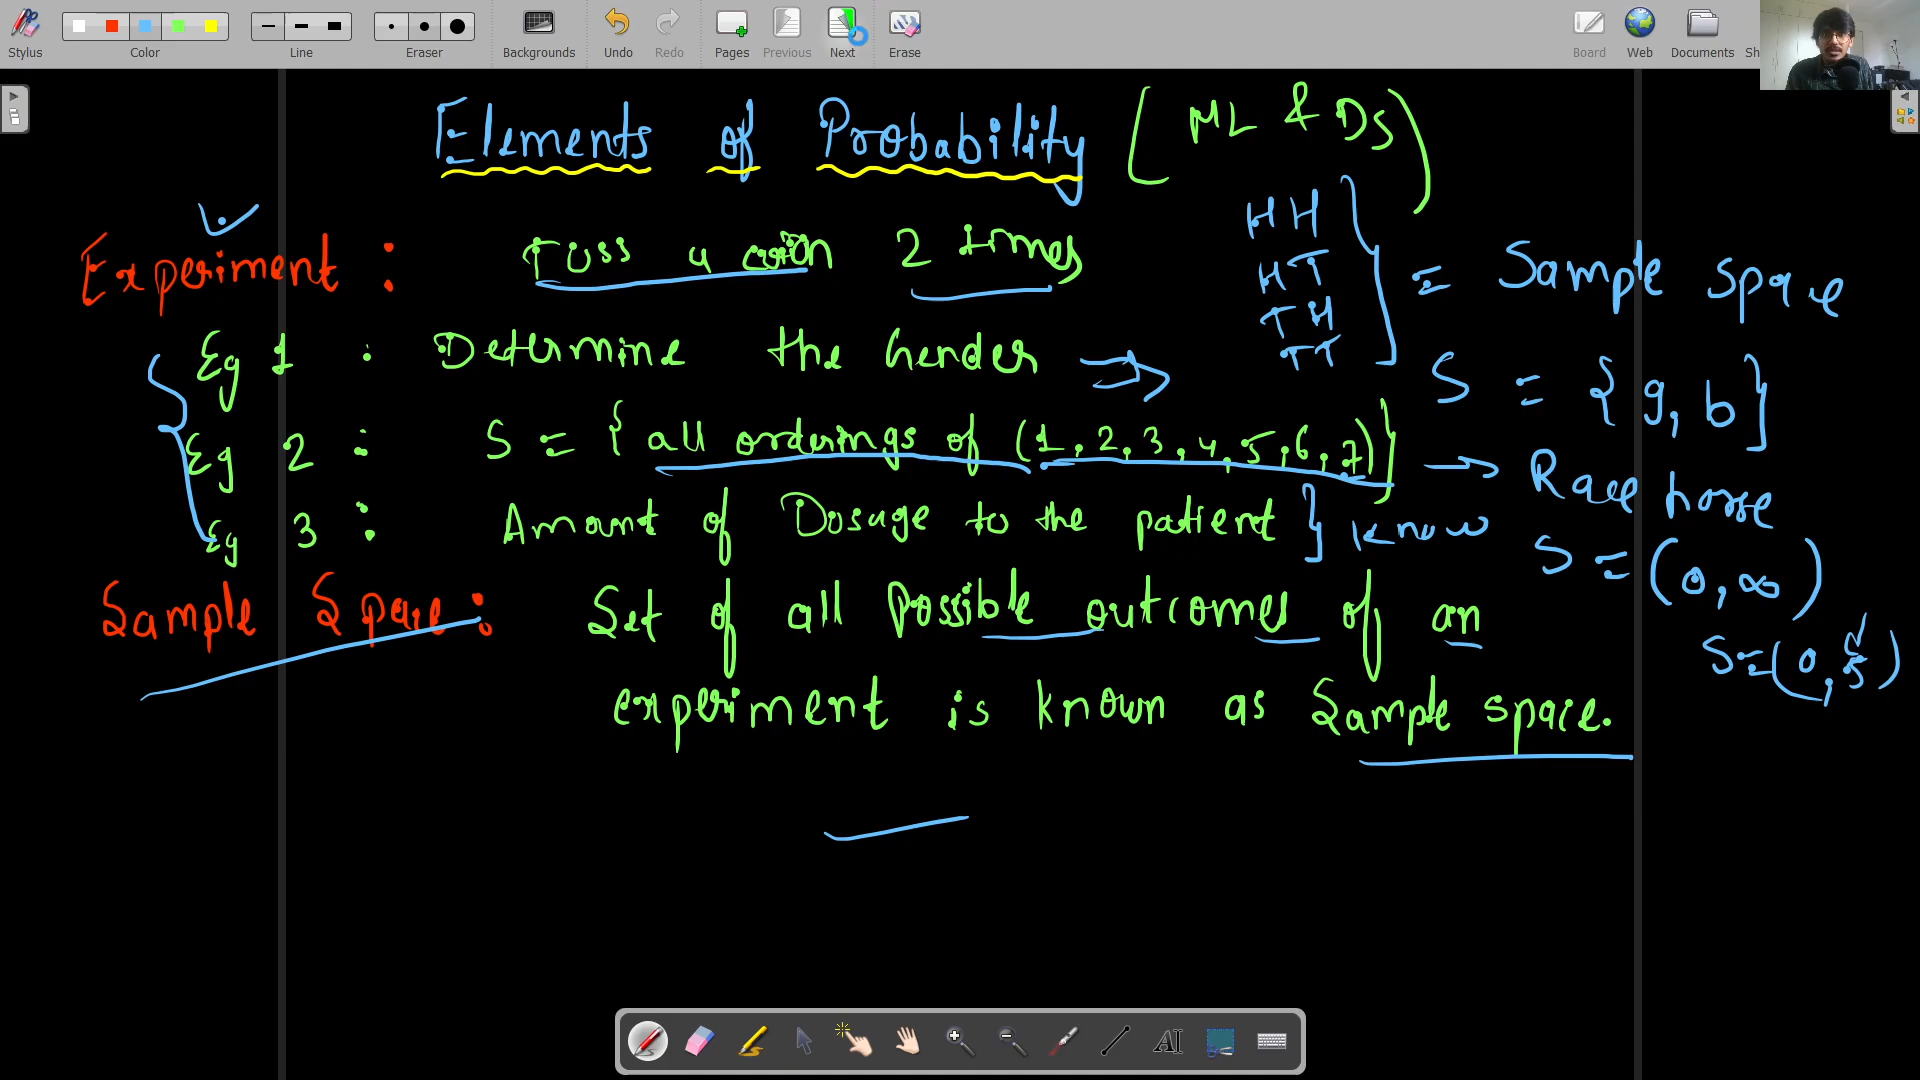 Stylus Color Line Eraser Backgrounds Undo Redo Pages Previous Next Erase Board Web Documents Sh
Elements of Probability ( ML & DS )
Experiment : Toss a coin 2 times
HH
HT
TH
TT
= Sample space
Eg 1 : Determine the Gender ⇒ S = {g, b}
Eg 2 : S = {all orderings of (1,2,3,4,5,6,7)} → Race horse
Eg 3 : Amount of Dosage to the patient } know S = (0, ∞)
S = (0, 5)
Sample Space : Set of all Possible outcomes of an
experiment is known as Sample space.